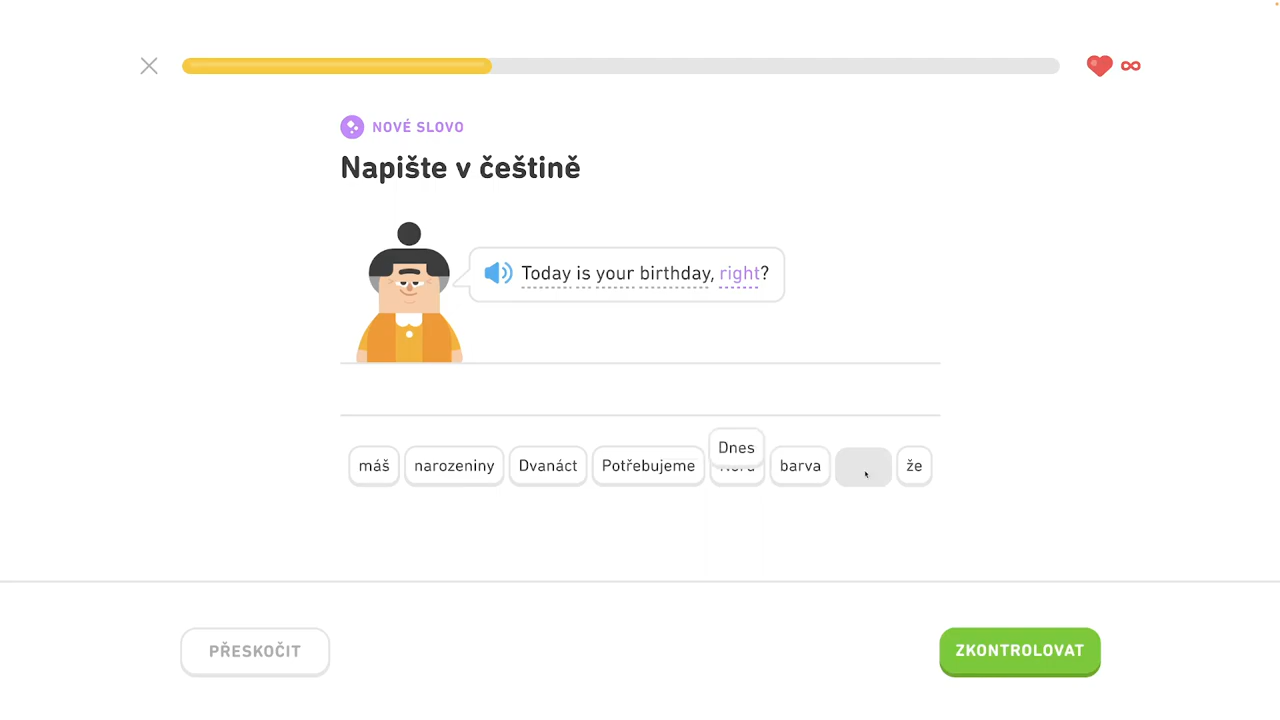 ∞
NOVÉ SLOVO
Napište v češtině
Today is your birthday, right?
máš narozeniny Dvanáct Potřebujeme Dnes barva že
PŘESKOČIT
ZKONTROLOVAT